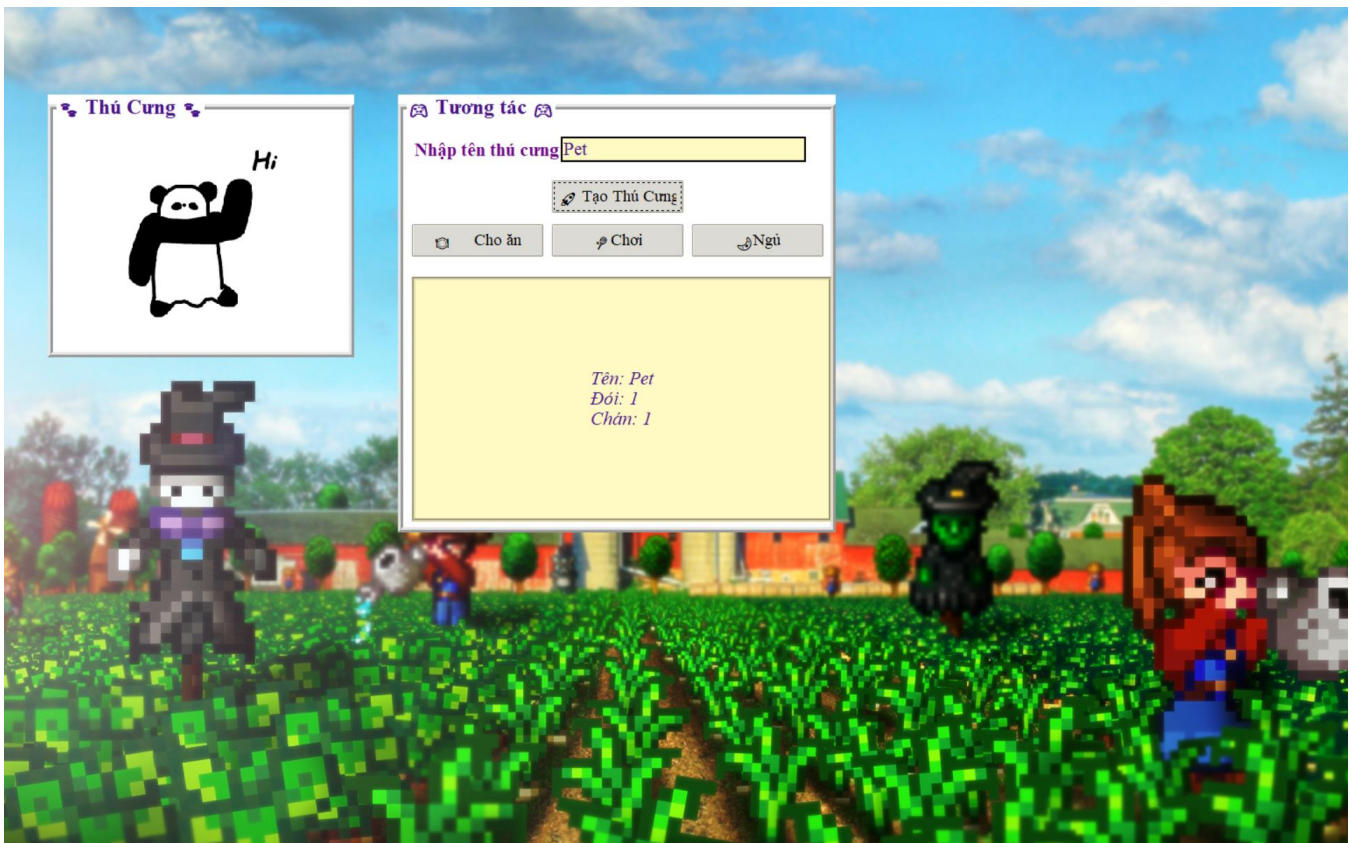 Thú Cưng
Hi
Tương tác
Nhập tên thú cưng Pet
Tạo Thú Cưng
Cho ăn Chơi Ngủ
Tên: Pet
Đói: 1
Chán: 1